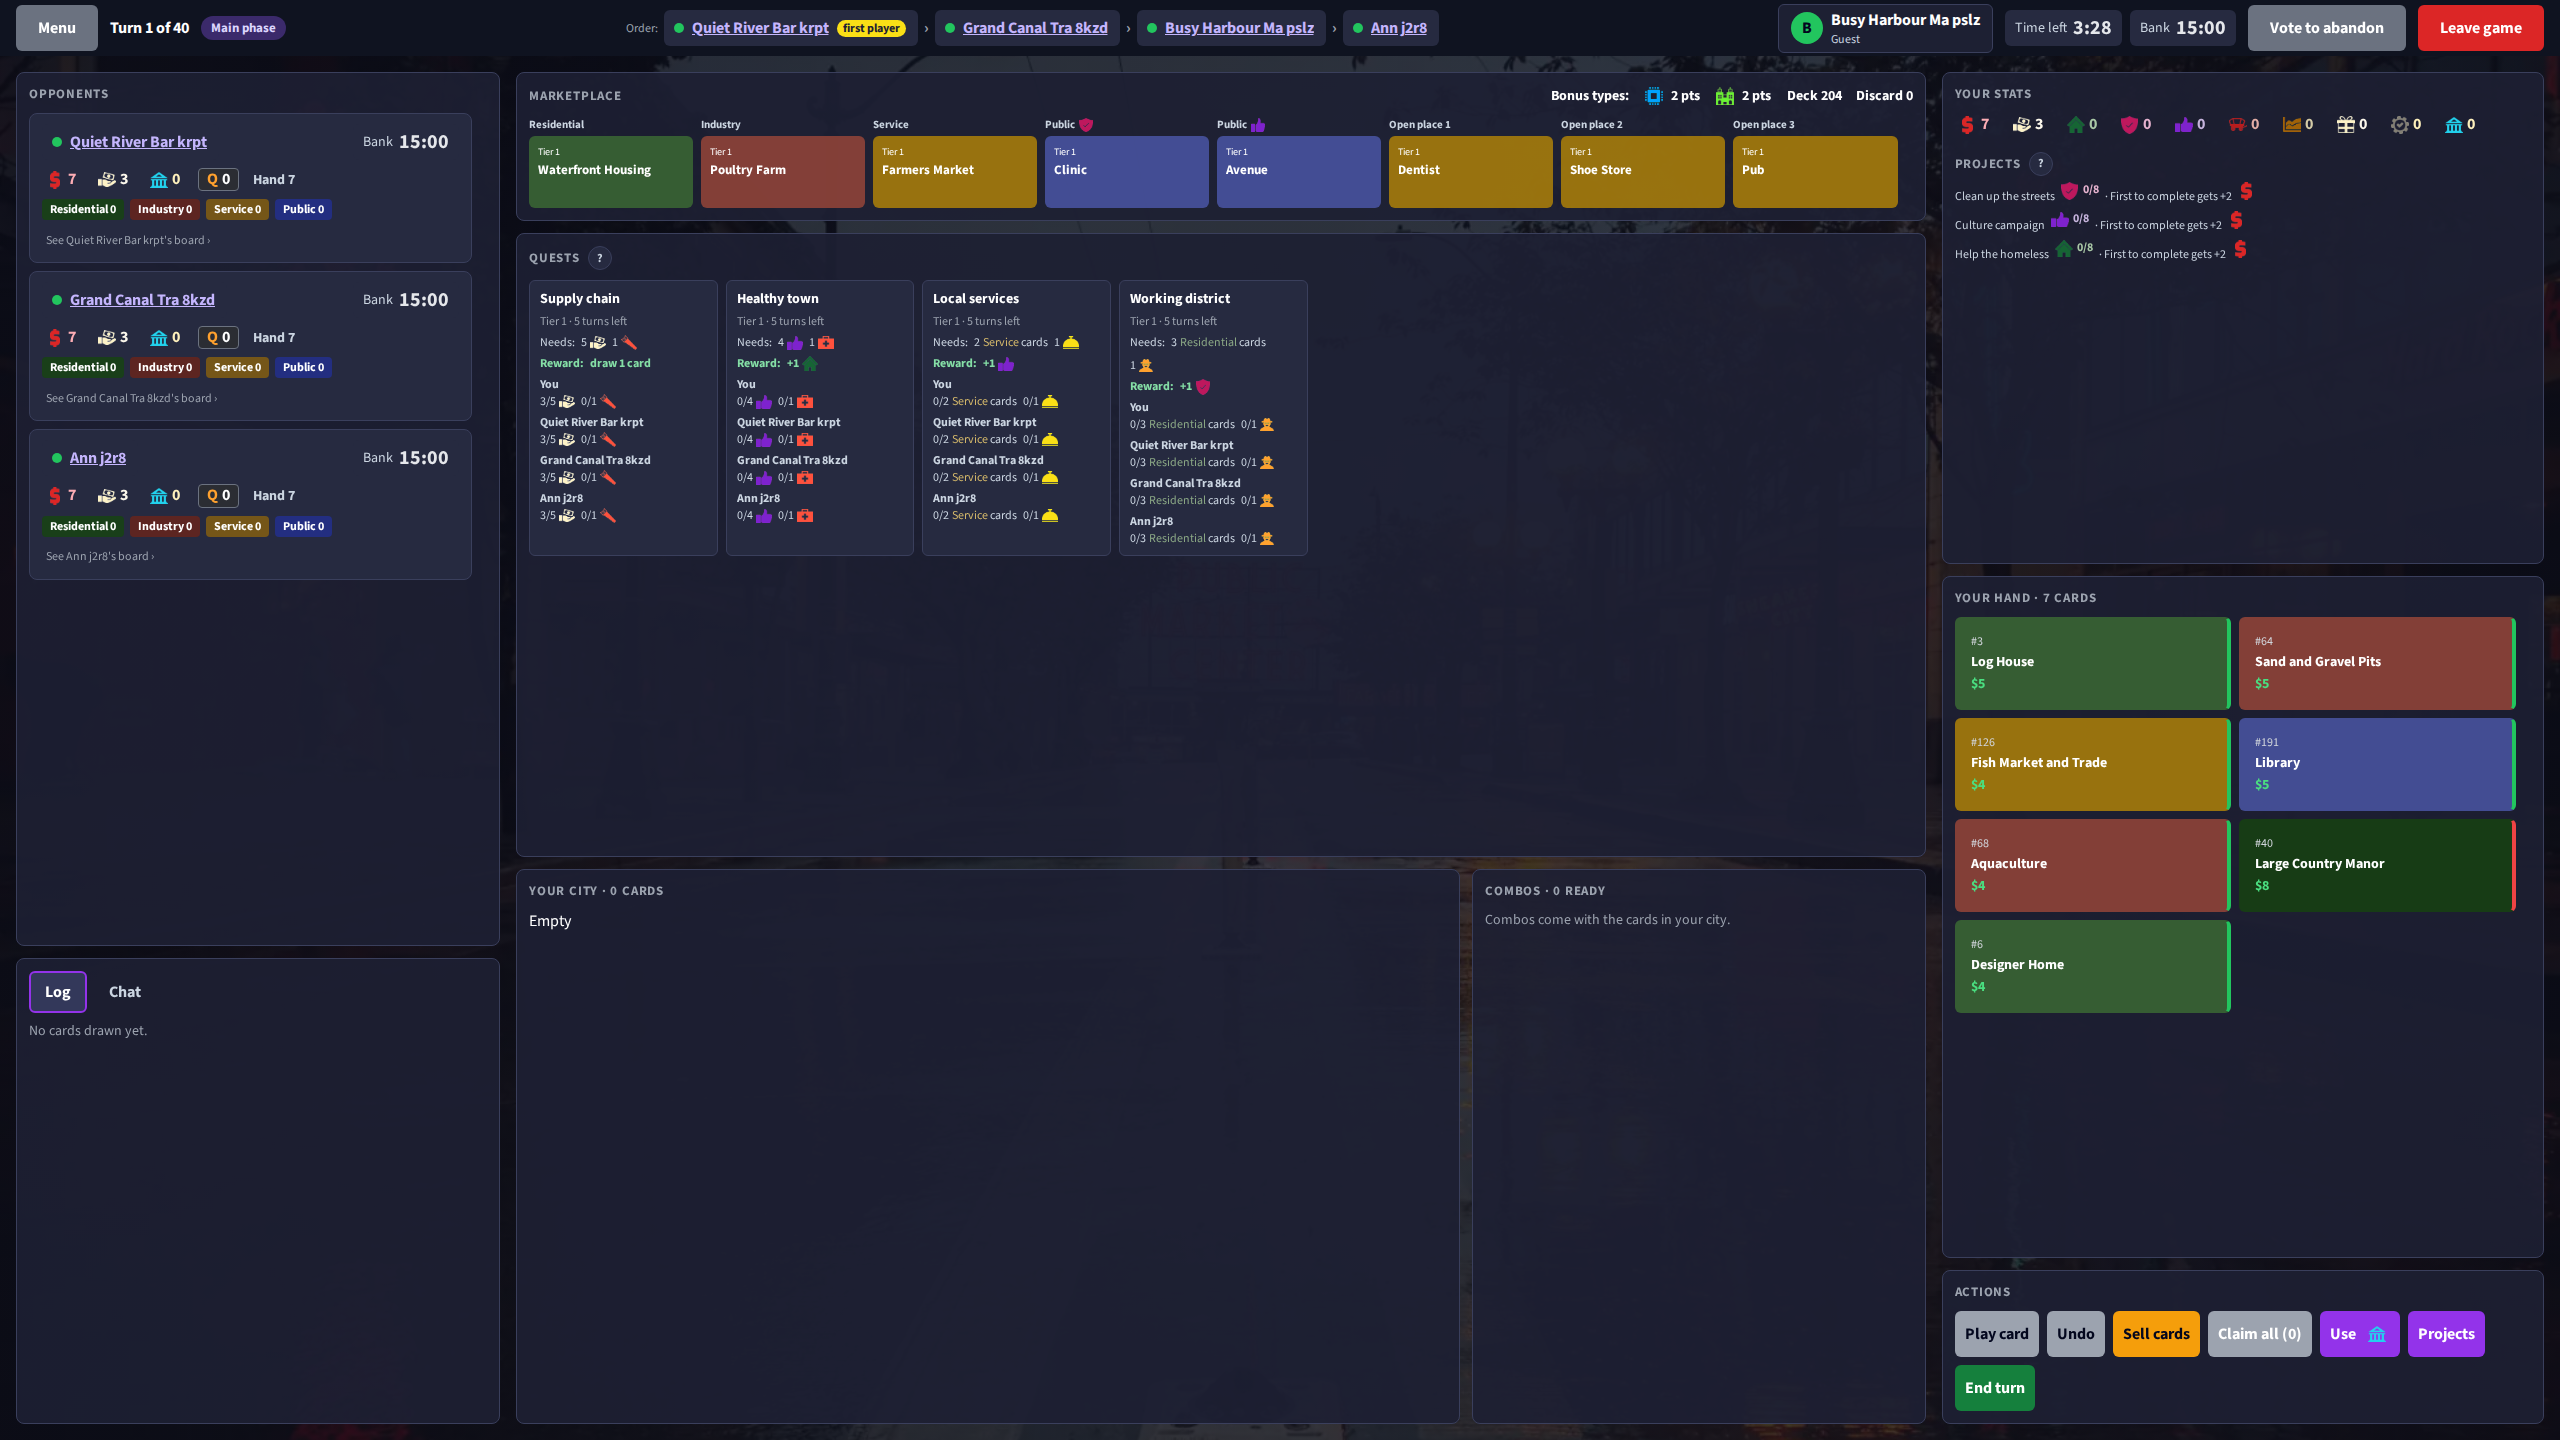 Menu
Turn 1 of 40
Main phase
Order:
Quiet River Bar krpt
first player
›
Grand Canal Tra 8kzd
›
Busy Harbour Ma pslz
›
Ann j2r8
B
Busy Harbour Ma pslz
Guest
Time left 3:28
Bank 15:00
Vote to abandon
Leave game
OPPONENTS
Quiet River Bar krpt
Bank 15:00
7 3 0 Q 0 Hand 7
Residential 0 Industry 0 Service 0 Public 0
See Quiet River Bar krpt's board ›
Grand Canal Tra 8kzd
Bank 15:00
7 3 0 Q 0 Hand 7
Residential 0 Industry 0 Service 0 Public 0
See Grand Canal Tra 8kzd's board ›
Ann j2r8
Bank 15:00
7 3 0 Q 0 Hand 7
Residential 0 Industry 0 Service 0 Public 0
See Ann j2r8's board ›
Log
Chat
No cards drawn yet.
MARKETPLACE
Bonus types: 2 pts 2 pts Deck 204 Discard 0
Residential
Tier 1
Waterfront Housing
Industry
Tier 1
Poultry Farm
Service
Tier 1
Farmers Market
Public
Tier 1
Clinic
Public
Tier 1
Avenue
Open place 1
Tier 1
Dentist
Open place 2
Tier 1
Shoe Store
Open place 3
Tier 1
Pub
QUESTS ?
Supply chain
Tier 1 · 5 turns left
Needs: 5 1
Reward: draw 1 card
You
3/5 0/1
Quiet River Bar krpt
3/5 0/1
Grand Canal Tra 8kzd
3/5 0/1
Ann j2r8
3/5 0/1
Healthy town
Tier 1 · 5 turns left
Needs: 4 1
Reward: +1
You
0/4 0/1
Quiet River Bar krpt
0/4 0/1
Grand Canal Tra 8kzd
0/4 0/1
Ann j2r8
0/4 0/1
Local services
Tier 1 · 5 turns left
Needs: 2 Service cards 1
Reward: +1
You
0/2 Service cards 0/1
Quiet River Bar krpt
0/2 Service cards 0/1
Grand Canal Tra 8kzd
0/2 Service cards 0/1
Ann j2r8
0/2 Service cards 0/1
Working district
Tier 1 · 5 turns left
Needs: 3 Residential cards
1
Reward: +1
You
0/3 Residential cards 0/1
Quiet River Bar krpt
0/3 Residential cards 0/1
Grand Canal Tra 8kzd
0/3 Residential cards 0/1
Ann j2r8
0/3 Residential cards 0/1
YOUR CITY · 0 CARDS
Empty
COMBOS · 0 READY
Combos come with the cards in your city.
YOUR STATS
7 3 0 0 0 0 0 0 0 0
PROJECTS ?
Clean up the streets 0/8 · First to complete gets +2
Culture campaign 0/8 · First to complete gets +2
Help the homeless 0/8 · First to complete gets +2
YOUR HAND · 7 CARDS
#3
Log House
$5
#64
Sand and Gravel Pits
$5
#126
Fish Market and Trade
$4
#191
Library
$5
#68
Aquaculture
$4
#40
Large Country Manor
$8
#6
Designer Home
$4
ACTIONS
Play card
Undo
Sell cards
Claim all (0)
Use
Projects
End turn